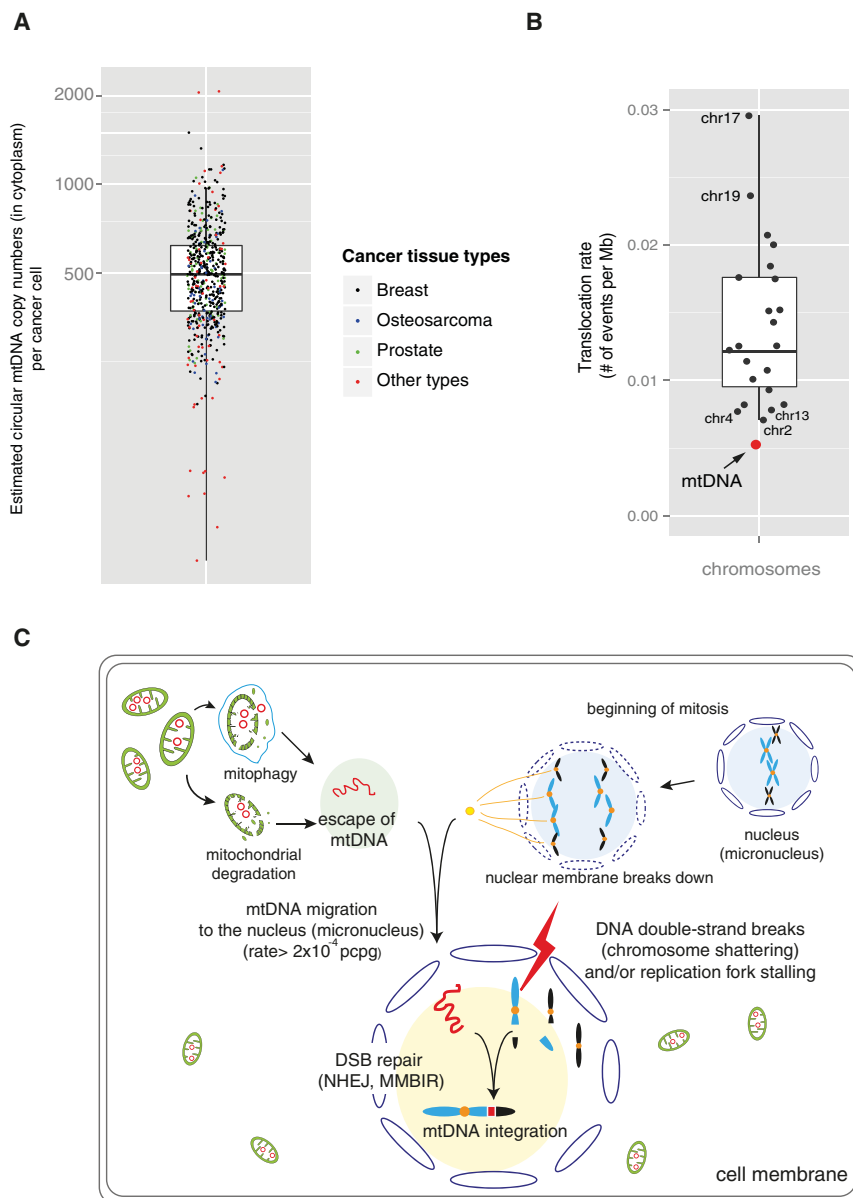 A
Estimated circular mtDNA copy numbers (in cytoplasm)
per cancer cell
2000
1000
500
Cancer tissue types
Breast
Osteosarcoma
Prostate
Other types
B
Translocation rate
(# of events per Mb)
0.03
0.02
0.01
0.00
chr17
chr19
chr4
chr13
chr2
mtDNA
chromosomes
C
beginning of mitosis
mitophagy
escape of
mtDNA
mitochondrial
degradation
nucleus
(micronucleus)
nuclear membrane breaks down
mtDNA migration
to the nucleus (micronucleus)
(rate> 2x10⁻⁴ pcpg)
DNA double-strand breaks
(chromosome shattering)
and/or replication fork stalling
DSB repair
(NHEJ, MMBIR)
mtDNA integration
cell membrane